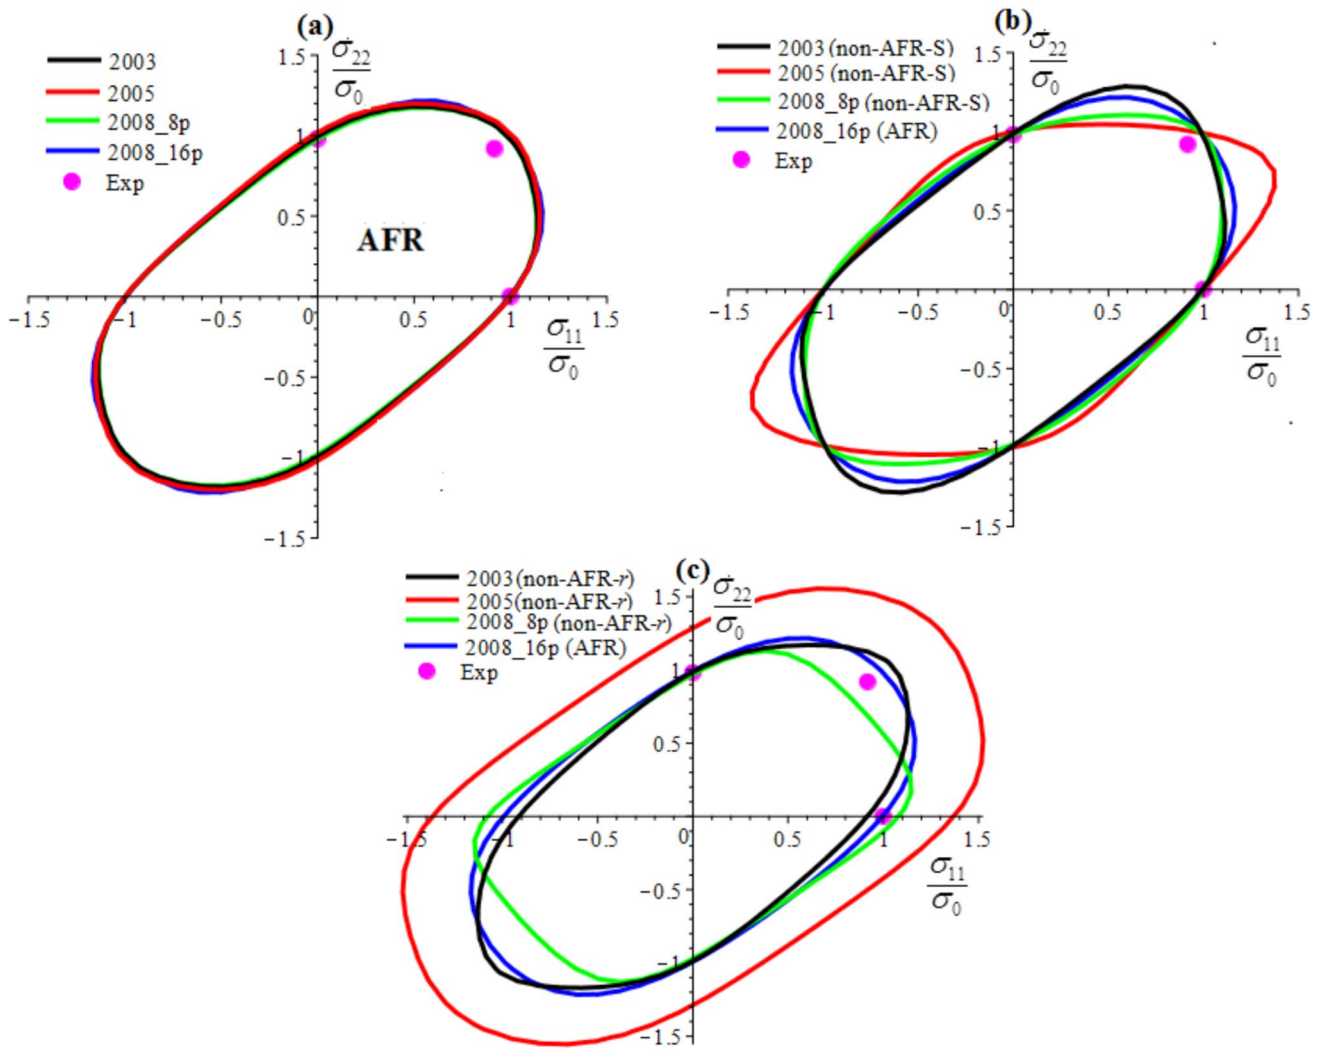 (a)
2003
2005
2008_8p
2008_16p
Exp
σ22
σ0
1.5
1
0.5
AFR
-1.5
-1
-0.5
0
0.5
1
1.5
σ11
σ0
-0.5
-1
-1.5
(b)
2003 (non-AFR-S)
2005 (non-AFR-S)
2008_8p (non-AFR-S)
2008_16p (AFR)
Exp
1.5
σ22
σ0
1
0.5
-1.5
-1
-0.5
0
0.5
1
1.5
σ11
σ0
-0.5
-1
-1.5
(c)
2003(non-AFR-r)
2005(non-AFR-r)
2008_8p (non-AFR-r)
2008_16p (AFR)
Exp
1.5
σ22
σ0
1
0.5
-1.5
-1
-0.5
0
0.5
1
1.5
σ11
σ0
-0.5
-1
-1.5